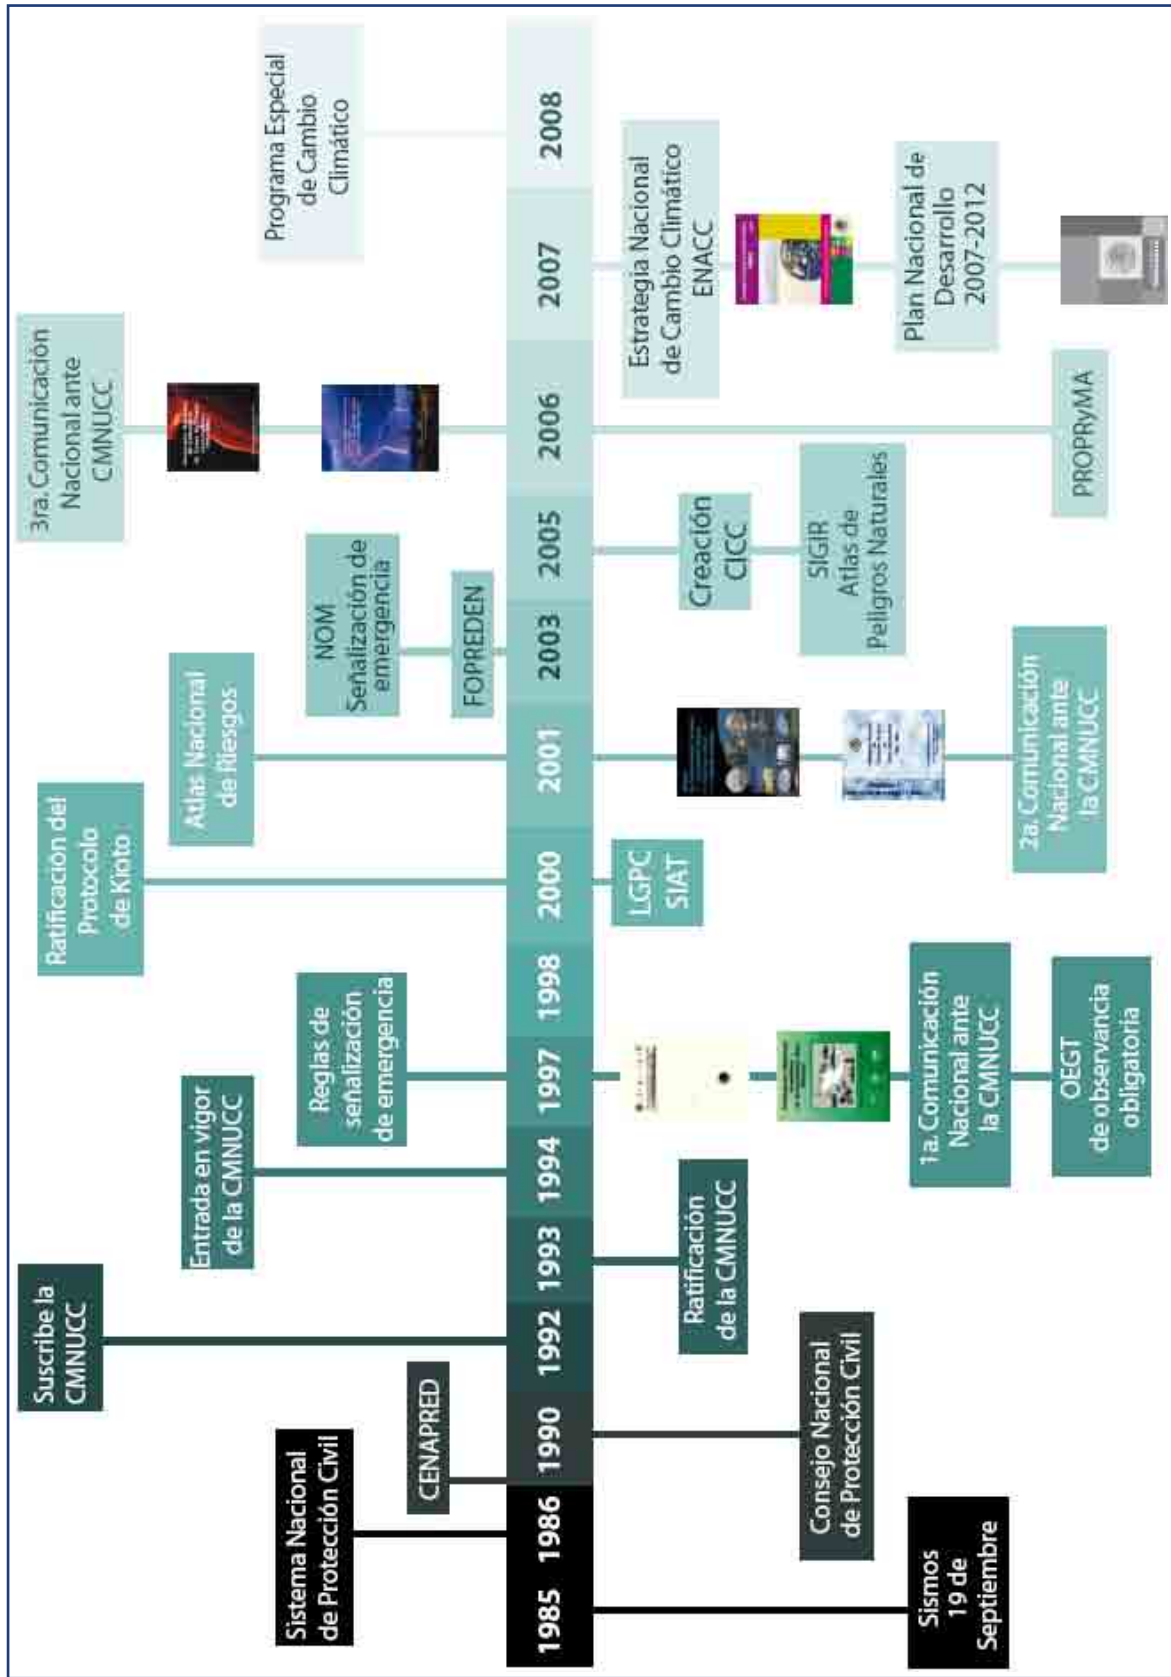 Suscribe la
CMNUCC
Entrada en vigor
de la CMNUCC
Ratificación del
Protocolo
de Kioto
Atlas Nacional
de Riesgos
3ra. Comunicación
Nacional ante
CMNUCC
Sistema Nacional
de Protección Civil
CENAPRED
Reglas de
señalización
de emergencia
NOM
Señalización de
emergencia
FOPREDEN
Programa Especial
de Cambio
Climático
1985
1986
1990
1992
1993
1994
1997
1998
2000
2001
2003
2005
2006
2007
2008
Sismos
19 de
Septiembre
Consejo Nacional
de Protección Civil
Ratificación
de la CMNUCC
1a. Comunicación
Nacional ante
la CMNUCC
OEGT
de observancia
obligatoria
LGPC
SIAT
2a. Comunicación
Nacional ante
la CMNUCC
Creación
CICC
SIGIR
Atlas de
Peligros Naturales
PROPRyMA
Estrategia Nacional
de Cambio Climático
ENACC
Plan Nacional de
Desarrollo
2007-2012